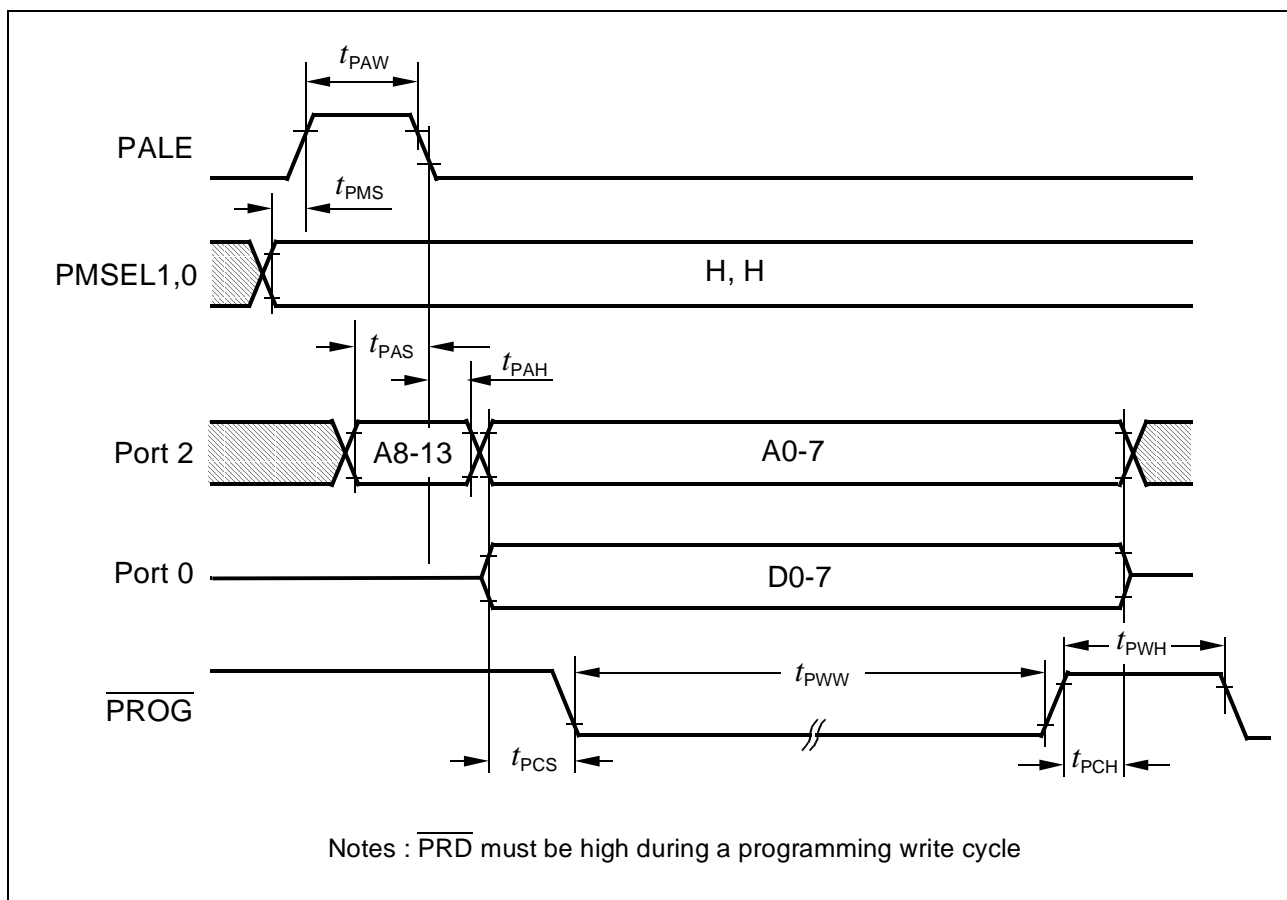 tPAW
PALE
tPMS
PMSEL1,0
H, H
tPAS
tPAH
Port 2
A8-13
A0-7
Port 0
D0-7
tPWH
tPWW
PROG
tPCS
tPCH
Notes : PRD must be high during a programming write cycle